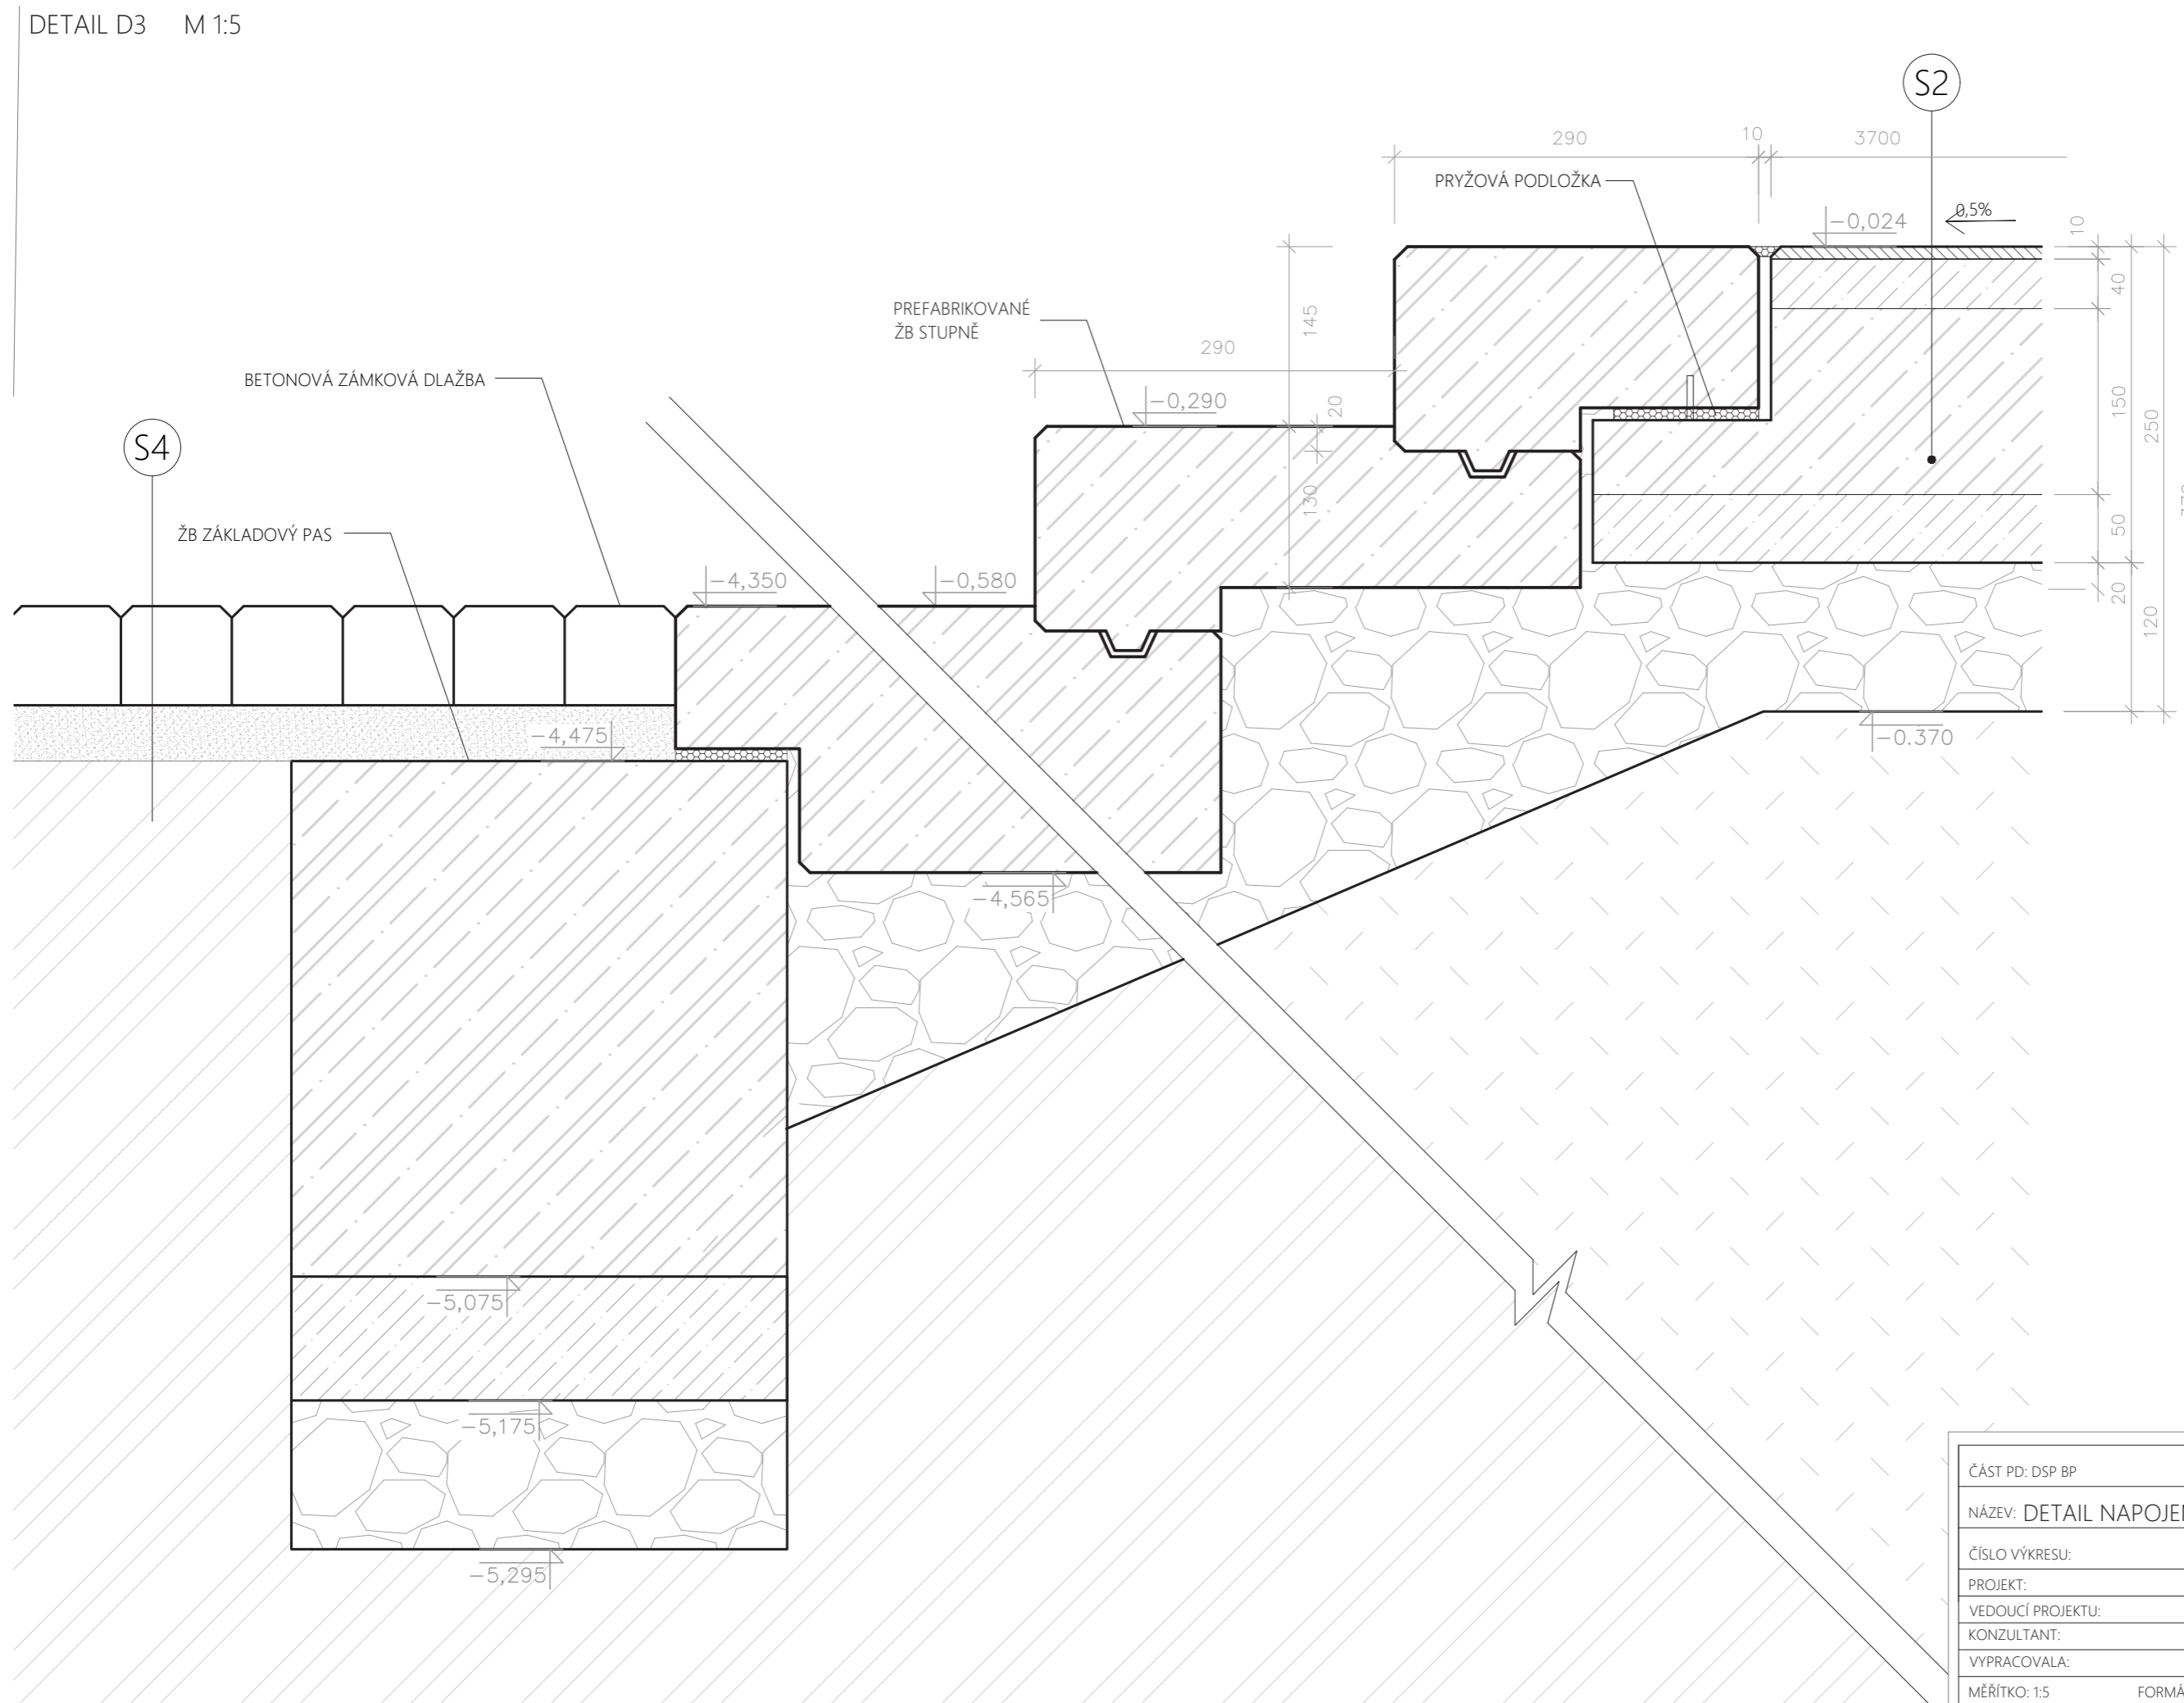 DETAIL D3 M 1:5
S2
290
10
3700
PRYŽOVÁ PODLOŽKA
-0,024
0,5%
10
40
145
PREFABRIKOVANÉ
ŽB STUPNĚ
290
-0,290
20
150
250
BETONOVÁ ZÁMKOVÁ DLAŽBA
S4
130
50
ŽB ZÁKLADOVÝ PAS
-4,350
-0,580
20
120
-4,475
-0.370
-4,565
-5,075
-5,175
-5,295
ČÁST PD: DSP BP
NÁZEV: DETAIL NAPOJE
ČÍSLO VÝKRESU:
PROJEKT:
VEDOUCÍ PROJEKTU:
KONZULTANT:
VYPRACOVALA:
MĚŘÍTKO: 1:5 FORMÁ